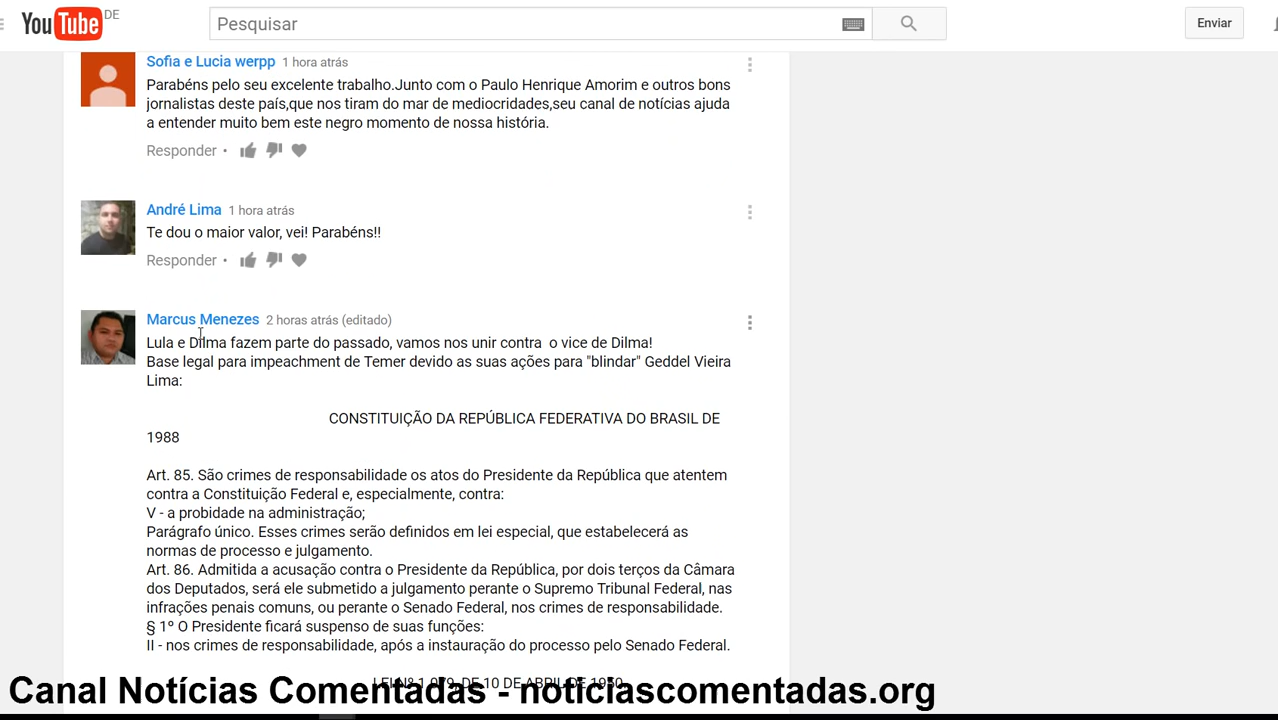 YouTube DE
Pesquisar
Enviar
Sofia e Lucia werpp 1 hora atrás
Parabéns pelo seu excelente trabalho.Junto com o Paulo Henrique Amorim e outros bons
jornalistas deste país,que nos tiram do mar de mediocridades,seu canal de notícias ajuda
a entender muito bem este negro momento de nossa história.
Responder •
André Lima 1 hora atrás
Te dou o maior valor, vei! Parabéns!!
Responder •
Marcus Menezes 2 horas atrás (editado)
Lula e Dilma fazem parte do passado, vamos nos unir contra o vice de Dilma!
Base legal para impeachment de Temer devido as suas ações para "blindar" Geddel Vieira
Lima:
CONSTITUIÇÃO DA REPÚBLICA FEDERATIVA DO BRASIL DE
1988
Art. 85. São crimes de responsabilidade os atos do Presidente da República que atentem
contra a Constituição Federal e, especialmente, contra:
V - a probidade na administração;
Parágrafo único. Esses crimes serão definidos em lei especial, que estabelecerá as
normas de processo e julgamento.
Art. 86. Admitida a acusação contra o Presidente da República, por dois terços da Câmara
dos Deputados, será ele submetido a julgamento perante o Supremo Tribunal Federal, nas
infrações penais comuns, ou perante o Senado Federal, nos crimes de responsabilidade.
§ 1º O Presidente ficará suspenso de suas funções:
II - nos crimes de responsabilidade, após a instauração do processo pelo Senado Federal.
LEI Nº 1.079, DE 10 DE ABRIL DE 1950
Canal Notícias Comentadas - noticiascomentadas.org